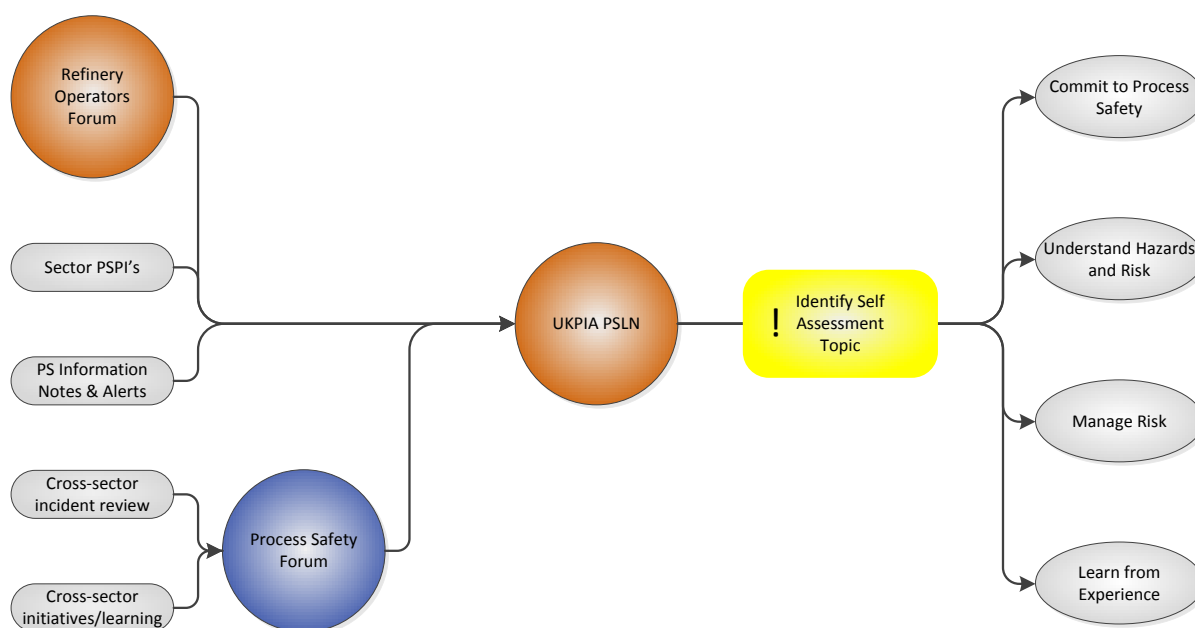 Refinery
Operators
Forum
Sector PSPI’s
PS Information
Notes & Alerts
Cross-sector
incident review
Cross-sector
initiatives/learning
Process Safety
Forum
UKPIA PSLN
!
Identify Self
Assessment
Topic
Commit to Process
Safety
Understand Hazards
and Risk
Manage Risk
Learn from
Experience